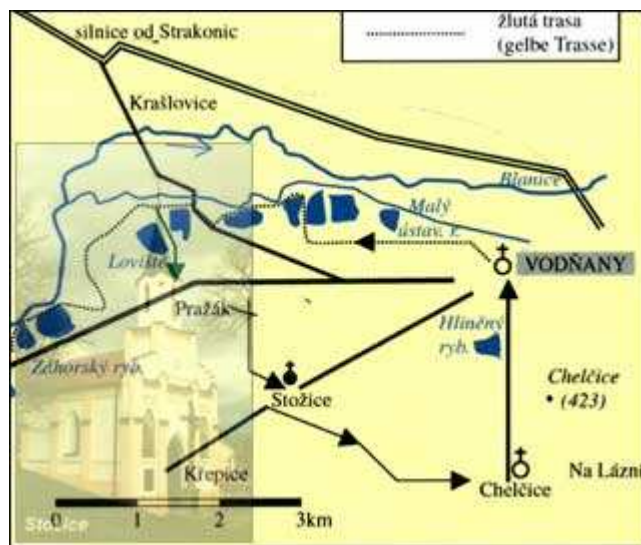 žlutá trasa
(gelbe Trasse)
silnice od Strakonic
Krašlovice
Blanice
Malý
ústav. r.
Loviště
VODŇANY
Pražák
Hliněný
ryb.
Záhorský ryb.
Chelčice
(423)
Stožice
Křepice
Na Lázni
Chelčice
0 1 2 3km
Stožice